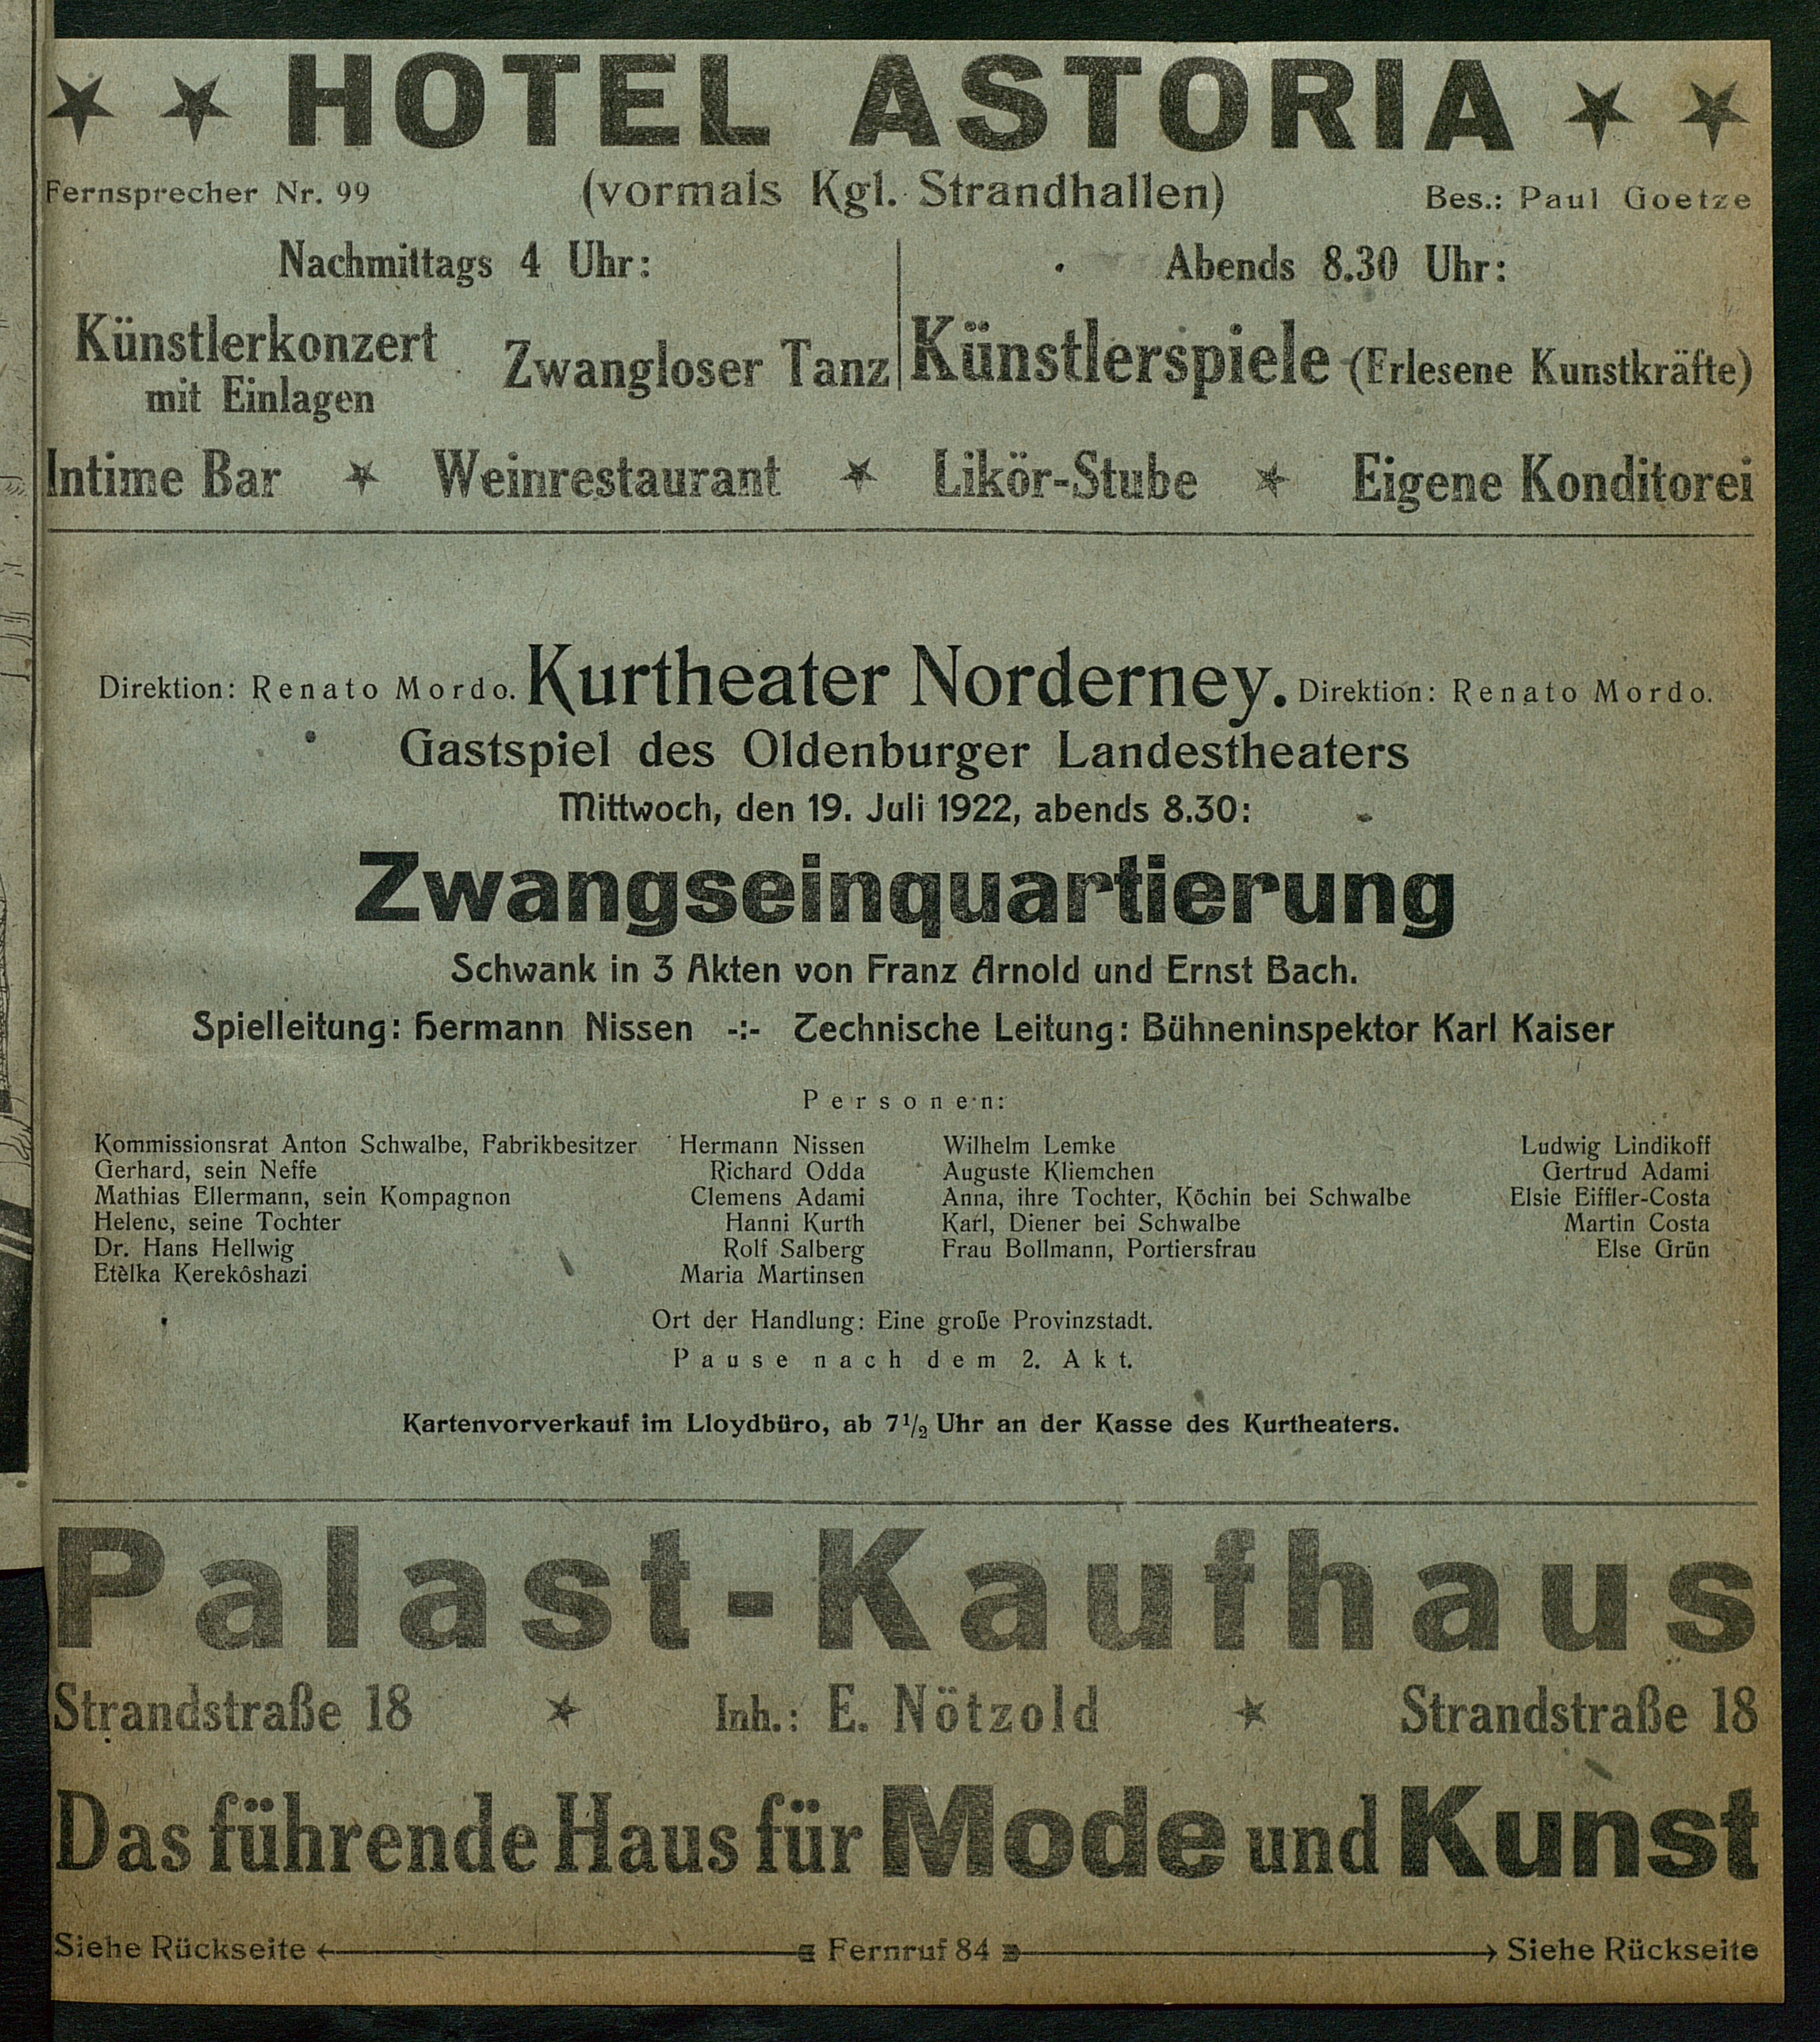 HOTEL ASTORIA
Fernsprecher Nr. 99 (vormals Kgl. Strandhallen) Bes.: Paul Goetze
Nachmittags 4 Uhr:
Künstlerkonzert
mit Einlagen
Zwangloser Tanz
Abends 8.30 Uhr:
Künstlerspiele (Erlesene Kunstkräfte)
Intime Bar Weinrestaurant Likör-Stube Eigene Konditorei
Direktion: Renato Mordo. Kurtheater Norderney. Direktion: Renato Mordo.
Gastspiel des Oldenburger Landestheaters
Mittwoch, den 19. Juli 1922, abends 8.30:
Zwangseinquartierung
Schwank in 3 Akten von Franz Arnold und Ernst Bach.
Spielleitung: Hermann Nissen -:- Technische Leitung: Bühneninspektor Karl Kaiser
Personen:
Kommissionsrat Anton Schwalbe, Fabrikbesitzer Hermann Nissen
Gerhard, sein Neffe Richard Odda
Mathias Ellermann, sein Kompagnon Clemens Adami
Helene, seine Tochter Hanni Kurth
Dr. Hans Hellwig Rolf Salberg
Etèlka Kerekôshazi Maria Martinsen
Wilhelm Lemke Ludwig Lindikoff
Auguste Kliemchen Gertrud Adami
Anna, ihre Tochter, Köchin bei Schwalbe Elsie Eiffler-Costa
Karl, Diener bei Schwalbe Martin Costa
Frau Bollmann, Portiersfrau Else Grün
Ort der Handlung: Eine große Provinzstadt.
Pause nach dem 2. Akt.
Kartenvorverkauf im Lloydbüro, ab 7 1/2 Uhr an der Kasse des Kurtheaters.
Palast-Kaufhaus
Strandstraße 18 Inh.: E. Nötzold Strandstraße 18
Das führende Haus für Mode und Kunst
Siehe Rückseite Fernruf 84 Siehe Rückseite